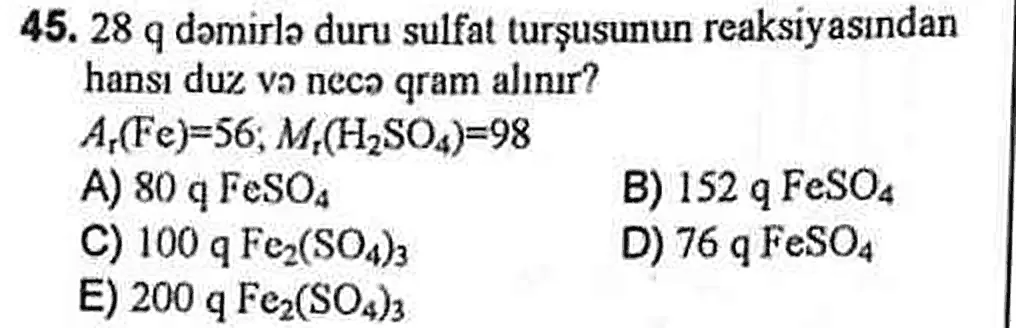 45. 28 q dəmirlə duru sulfat turşusunun reaksiyasından
hansı duz və neçə qram alınır?
Aᵣ(Fe)=56; Mᵣ(H₂SO₄)=98
A) 80 q FeSO₄ B) 152 q FeSO₄
C) 100 q Fe₂(SO₄)₃ D) 76 q FeSO₄
E) 200 q Fe₂(SO₄)₃